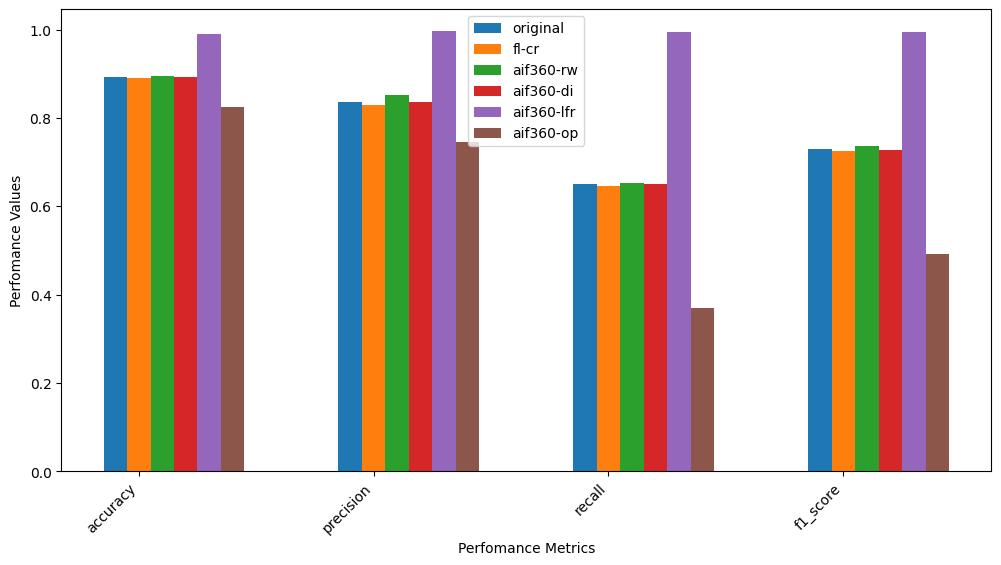 1.0
0.8
0.6
0.4
0.2
0.0
Perfomance Values
original
fl-cr
aif360-rw
aif360-di
aif360-lfr
aif360-op
accuracy
precision
recall
f1_score
Perfomance Metrics